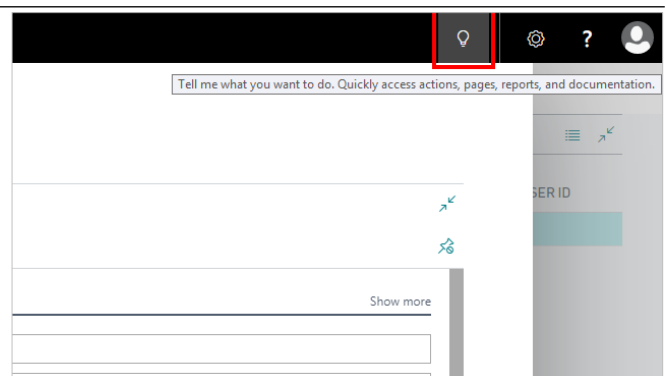 ?
Tell me what you want to do. Quickly access actions, pages, reports, and documentation.
SER ID
Show more